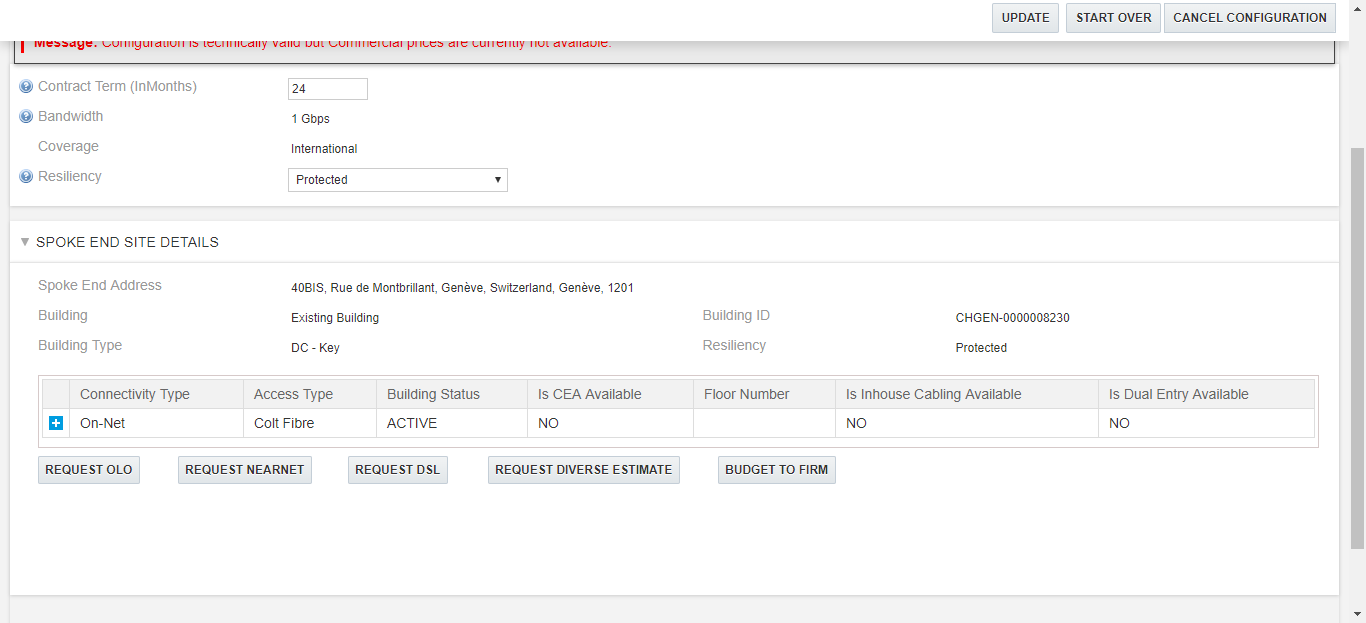 UPDATE START OVER CANCEL CONFIGURATION
Message: Configuration is technically valid but Commercial prices are currently not available.
Contract Term (InMonths) 24
Bandwidth 1 Gbps
Coverage International
Resiliency Protected
SPOKE END SITE DETAILS
Spoke End Address 40BIS, Rue de Montbrillant, Genève, Switzerland, Genève, 1201
Building Existing Building Building ID CHGEN-0000008230
Building Type DC - Key Resiliency Protected
Connectivity Type Access Type Building Status Is CEA Available Floor Number Is Inhouse Cabling Available Is Dual Entry Available
On-Net Colt Fibre ACTIVE NO NO NO
REQUEST OLO REQUEST NEARNET REQUEST DSL REQUEST DIVERSE ESTIMATE BUDGET TO FIRM